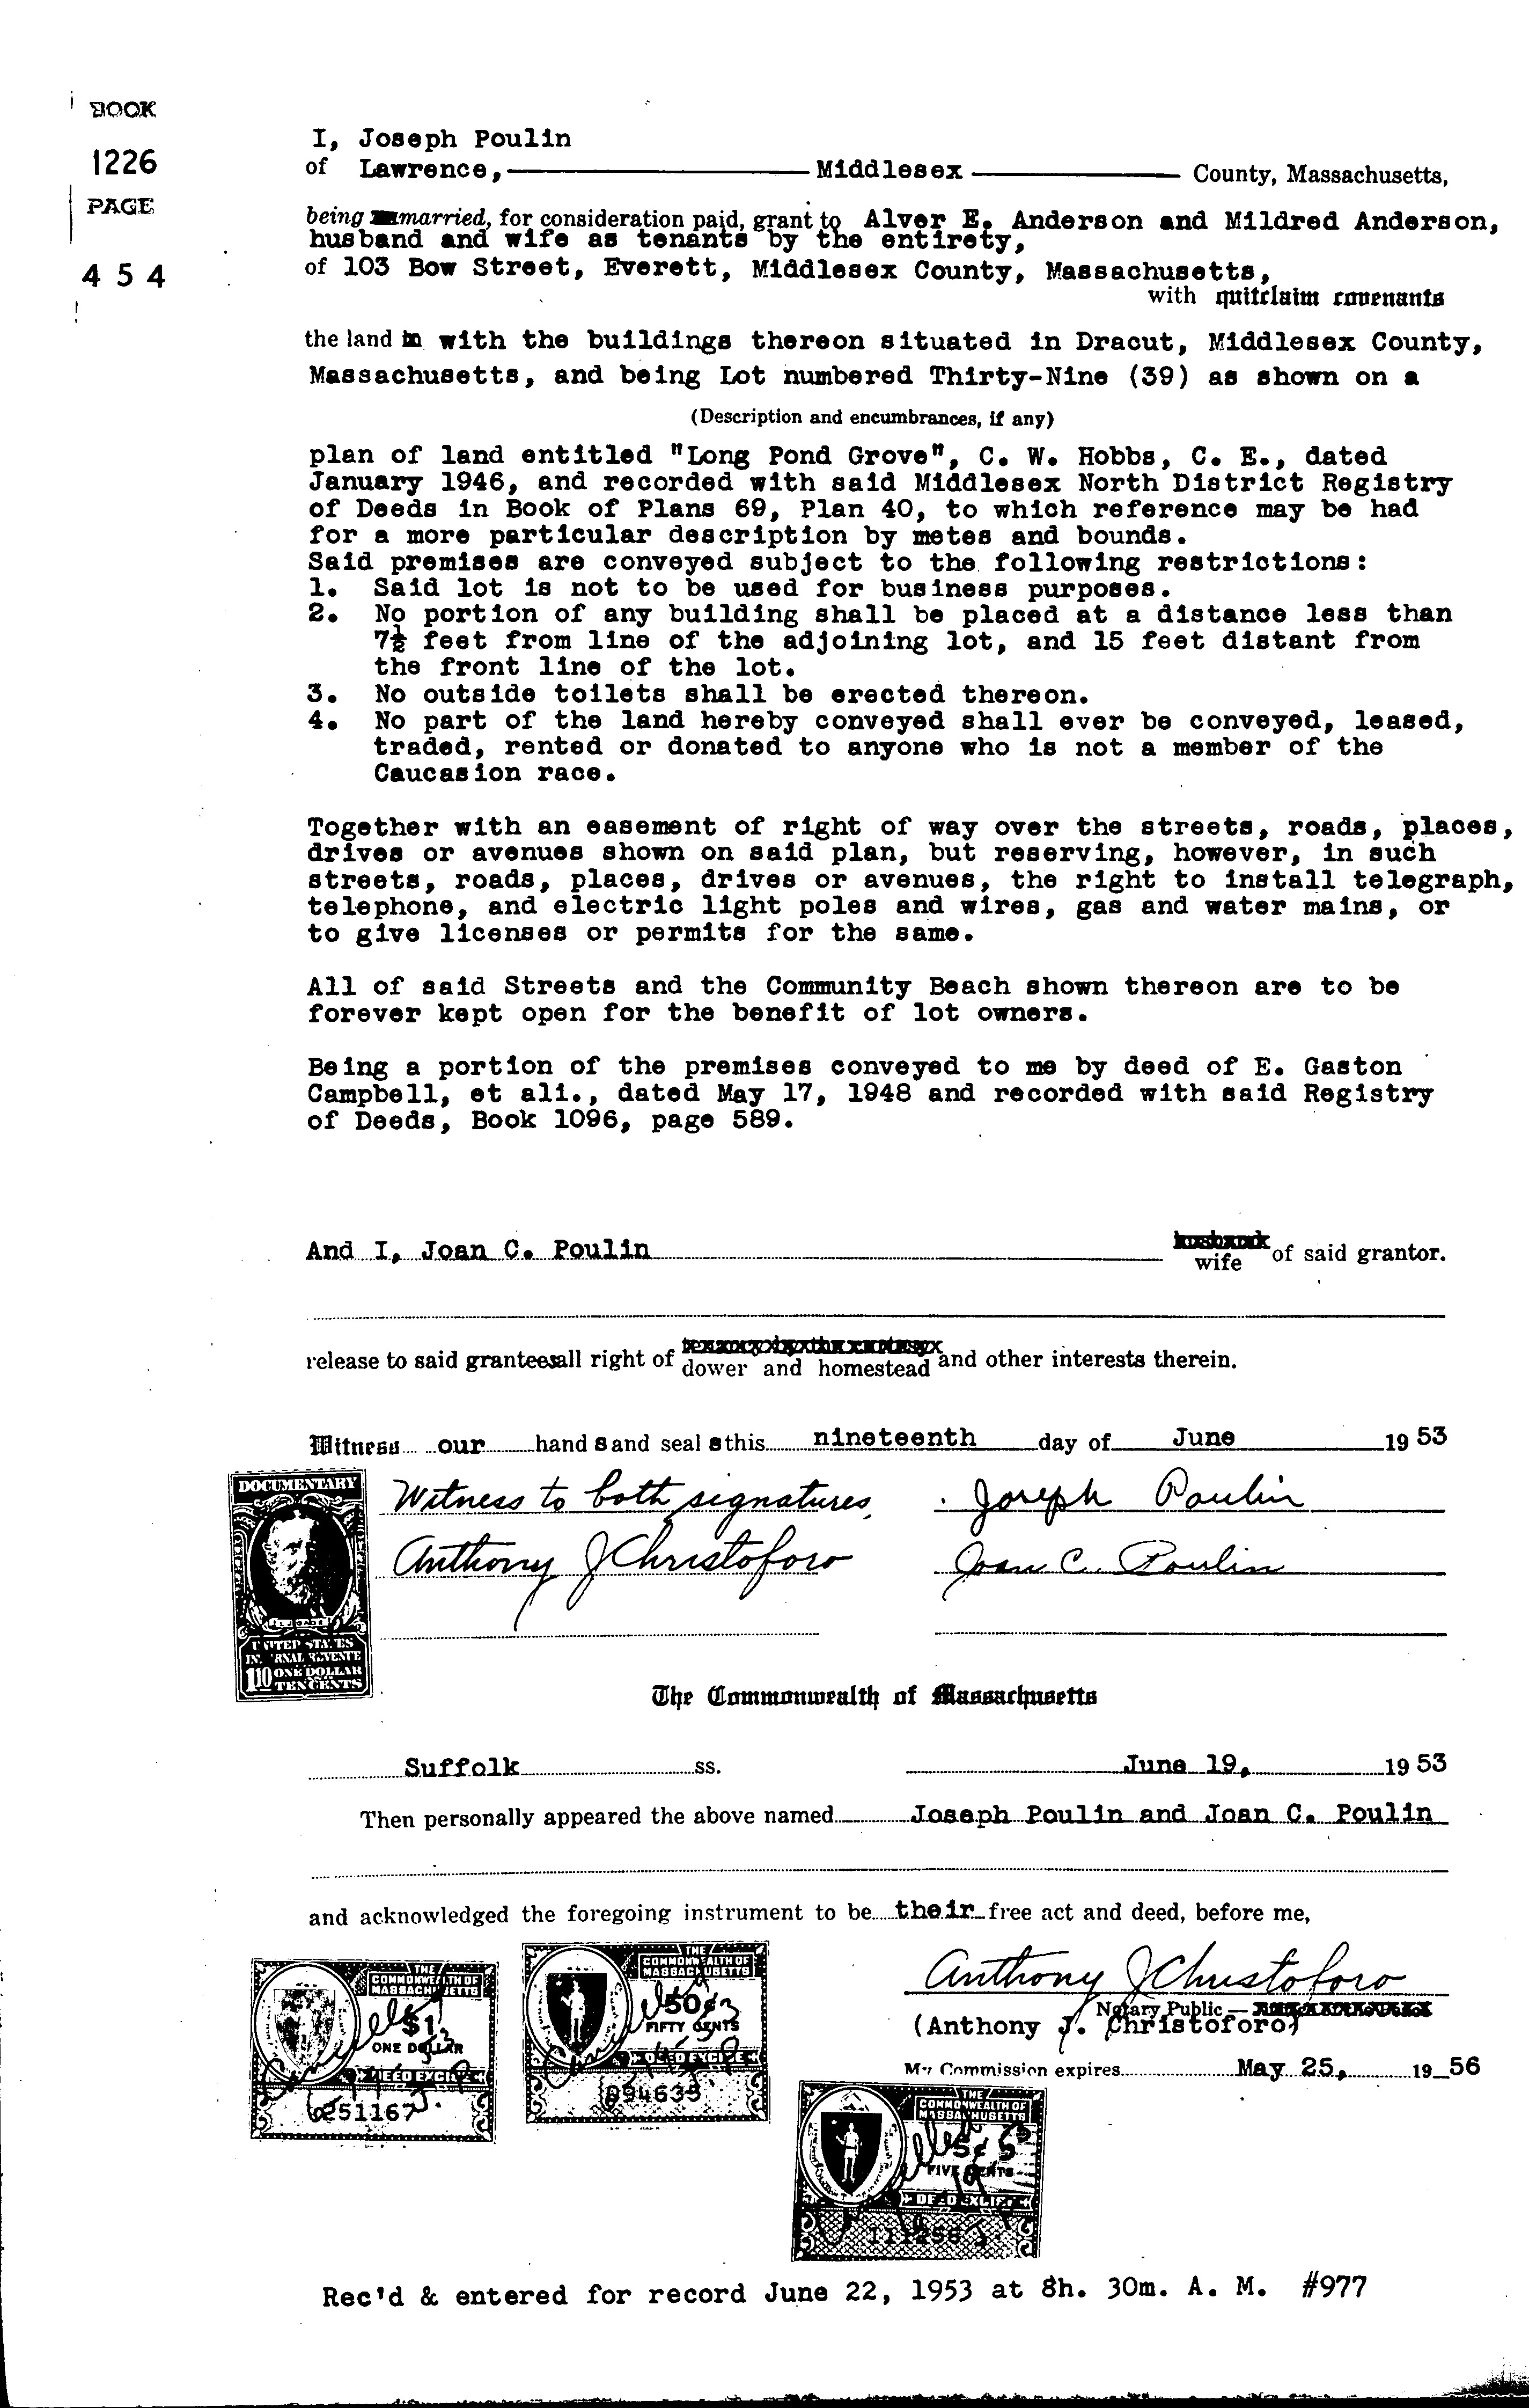 BOOK
1226
PAGE
454
I, Joseph Poulin
of Lawrence, Middlesex County, Massachusetts,
being married, for consideration paid, grant to Alver E. Anderson and Mildred Anderson,
husband and wife as tenants by the entirety,
of 103 Bow Street, Everett, Middlesex County, Massachusetts,
with quitclaim covenants
the land in with the buildings thereon situated in Dracut, Middlesex County,
Massachusetts, and being Lot numbered Thirty-Nine (39) as shown on a
(Description and encumbrances, if any)
plan of land entitled "Long Pond Grove", C. W. Hobbs, C. E., dated
January 1946, and recorded with said Middlesex North District Registry
of Deeds in Book of Plans 69, Plan 40, to which reference may be had
for a more particular description by metes and bounds.
Said premises are conveyed subject to the following restrictions:
1. Said lot is not to be used for business purposes.
2. No portion of any building shall be placed at a distance less than
7½ feet from line of the adjoining lot, and 15 feet distant from
the front line of the lot.
3. No outside toilets shall be erected thereon.
4. No part of the land hereby conveyed shall ever be conveyed, leased,
traded, rented or donated to anyone who is not a member of the
Caucasion race.
Together with an easement of right of way over the streets, roads, places,
drives or avenues shown on said plan, but reserving, however, in such
streets, roads, places, drives or avenues, the right to install telegraph,
telephone, and electric light poles and wires, gas and water mains, or
to give licenses or permits for the same.
All of said Streets and the Community Beach shown thereon are to be
forever kept open for the benefit of lot owners.
Being a portion of the premises conveyed to me by deed of E. Gaston
Campbell, et ali., dated May 17, 1948 and recorded with said Registry
of Deeds, Book 1096, page 589.
And I, Joan C. Poulin husband
wife of said grantor.
release to said grantees all right of
dower and homestead and other interests therein.
Witness our hand s and seal s this nineteenth day of June 1953
DOCUMENTARY
Witness to both signatures, Joseph Poulin
Anthony J Christoforo Joan C. Poulin
UNITED STATES
INTERNAL REVENUE
110 ONE DOLLAR
TEN CENTS
The Commonwealth of Massachusetts
Suffolk ss. June 19, 1953
Then personally appeared the above named Joseph Poulin and Joan C. Poulin
and acknowledged the foregoing instrument to be their free act and deed, before me,
Anthony J Christoforo
Notary Public
(Anthony J. Christoforo)
My Commission expires May 25, 1956
THE
COMMONWEALTH OF
MASSACHUSETTS
$1
ONE DOLLAR
DEED EXCISE
THE
COMMONWEALTH OF
MASSACHUSETTS
50¢
FIFTY CENTS
DEED EXCISE
THE
COMMONWEALTH OF
MASSACHUSETTS
5¢
FIVE CENTS
DEED EXCISE
Rec'd & entered for record June 22, 1953 at 8h. 30m. A. M. #977